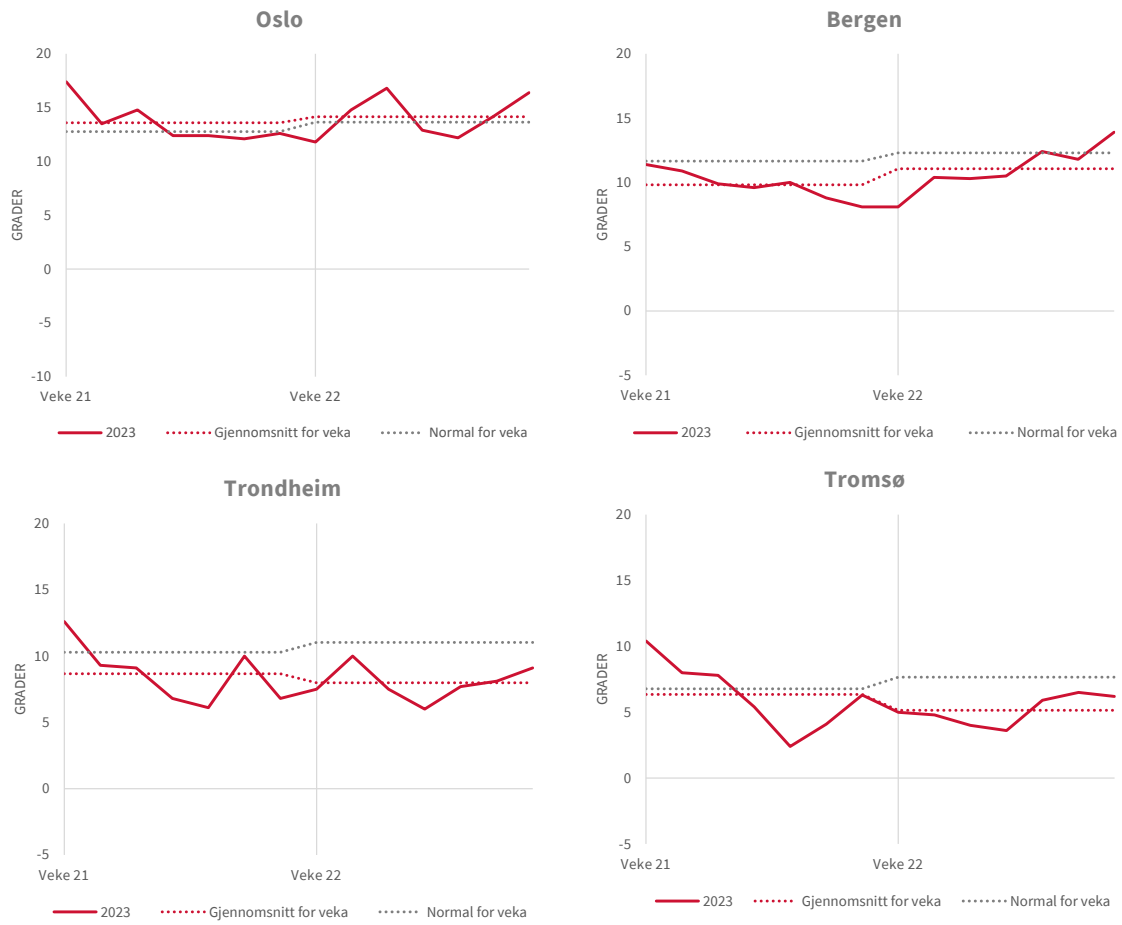 Oslo
20
15
10
5
0
-5
-10
GRADER
Veke 21 Veke 22
2023 Gjennomsnitt for veka Normal for veka
Bergen
20
15
10
5
0
-5
GRADER
Veke 21 Veke 22
2023 Gjennomsnitt for veka Normal for veka
Trondheim
20
15
10
5
0
-5
GRADER
Veke 21 Veke 22
2023 Gjennomsnitt for veka Normal for veka
Tromsø
20
15
10
5
0
-5
GRADER
Veke 21 Veke 22
2023 Gjennomsnitt for veka Normal for veka